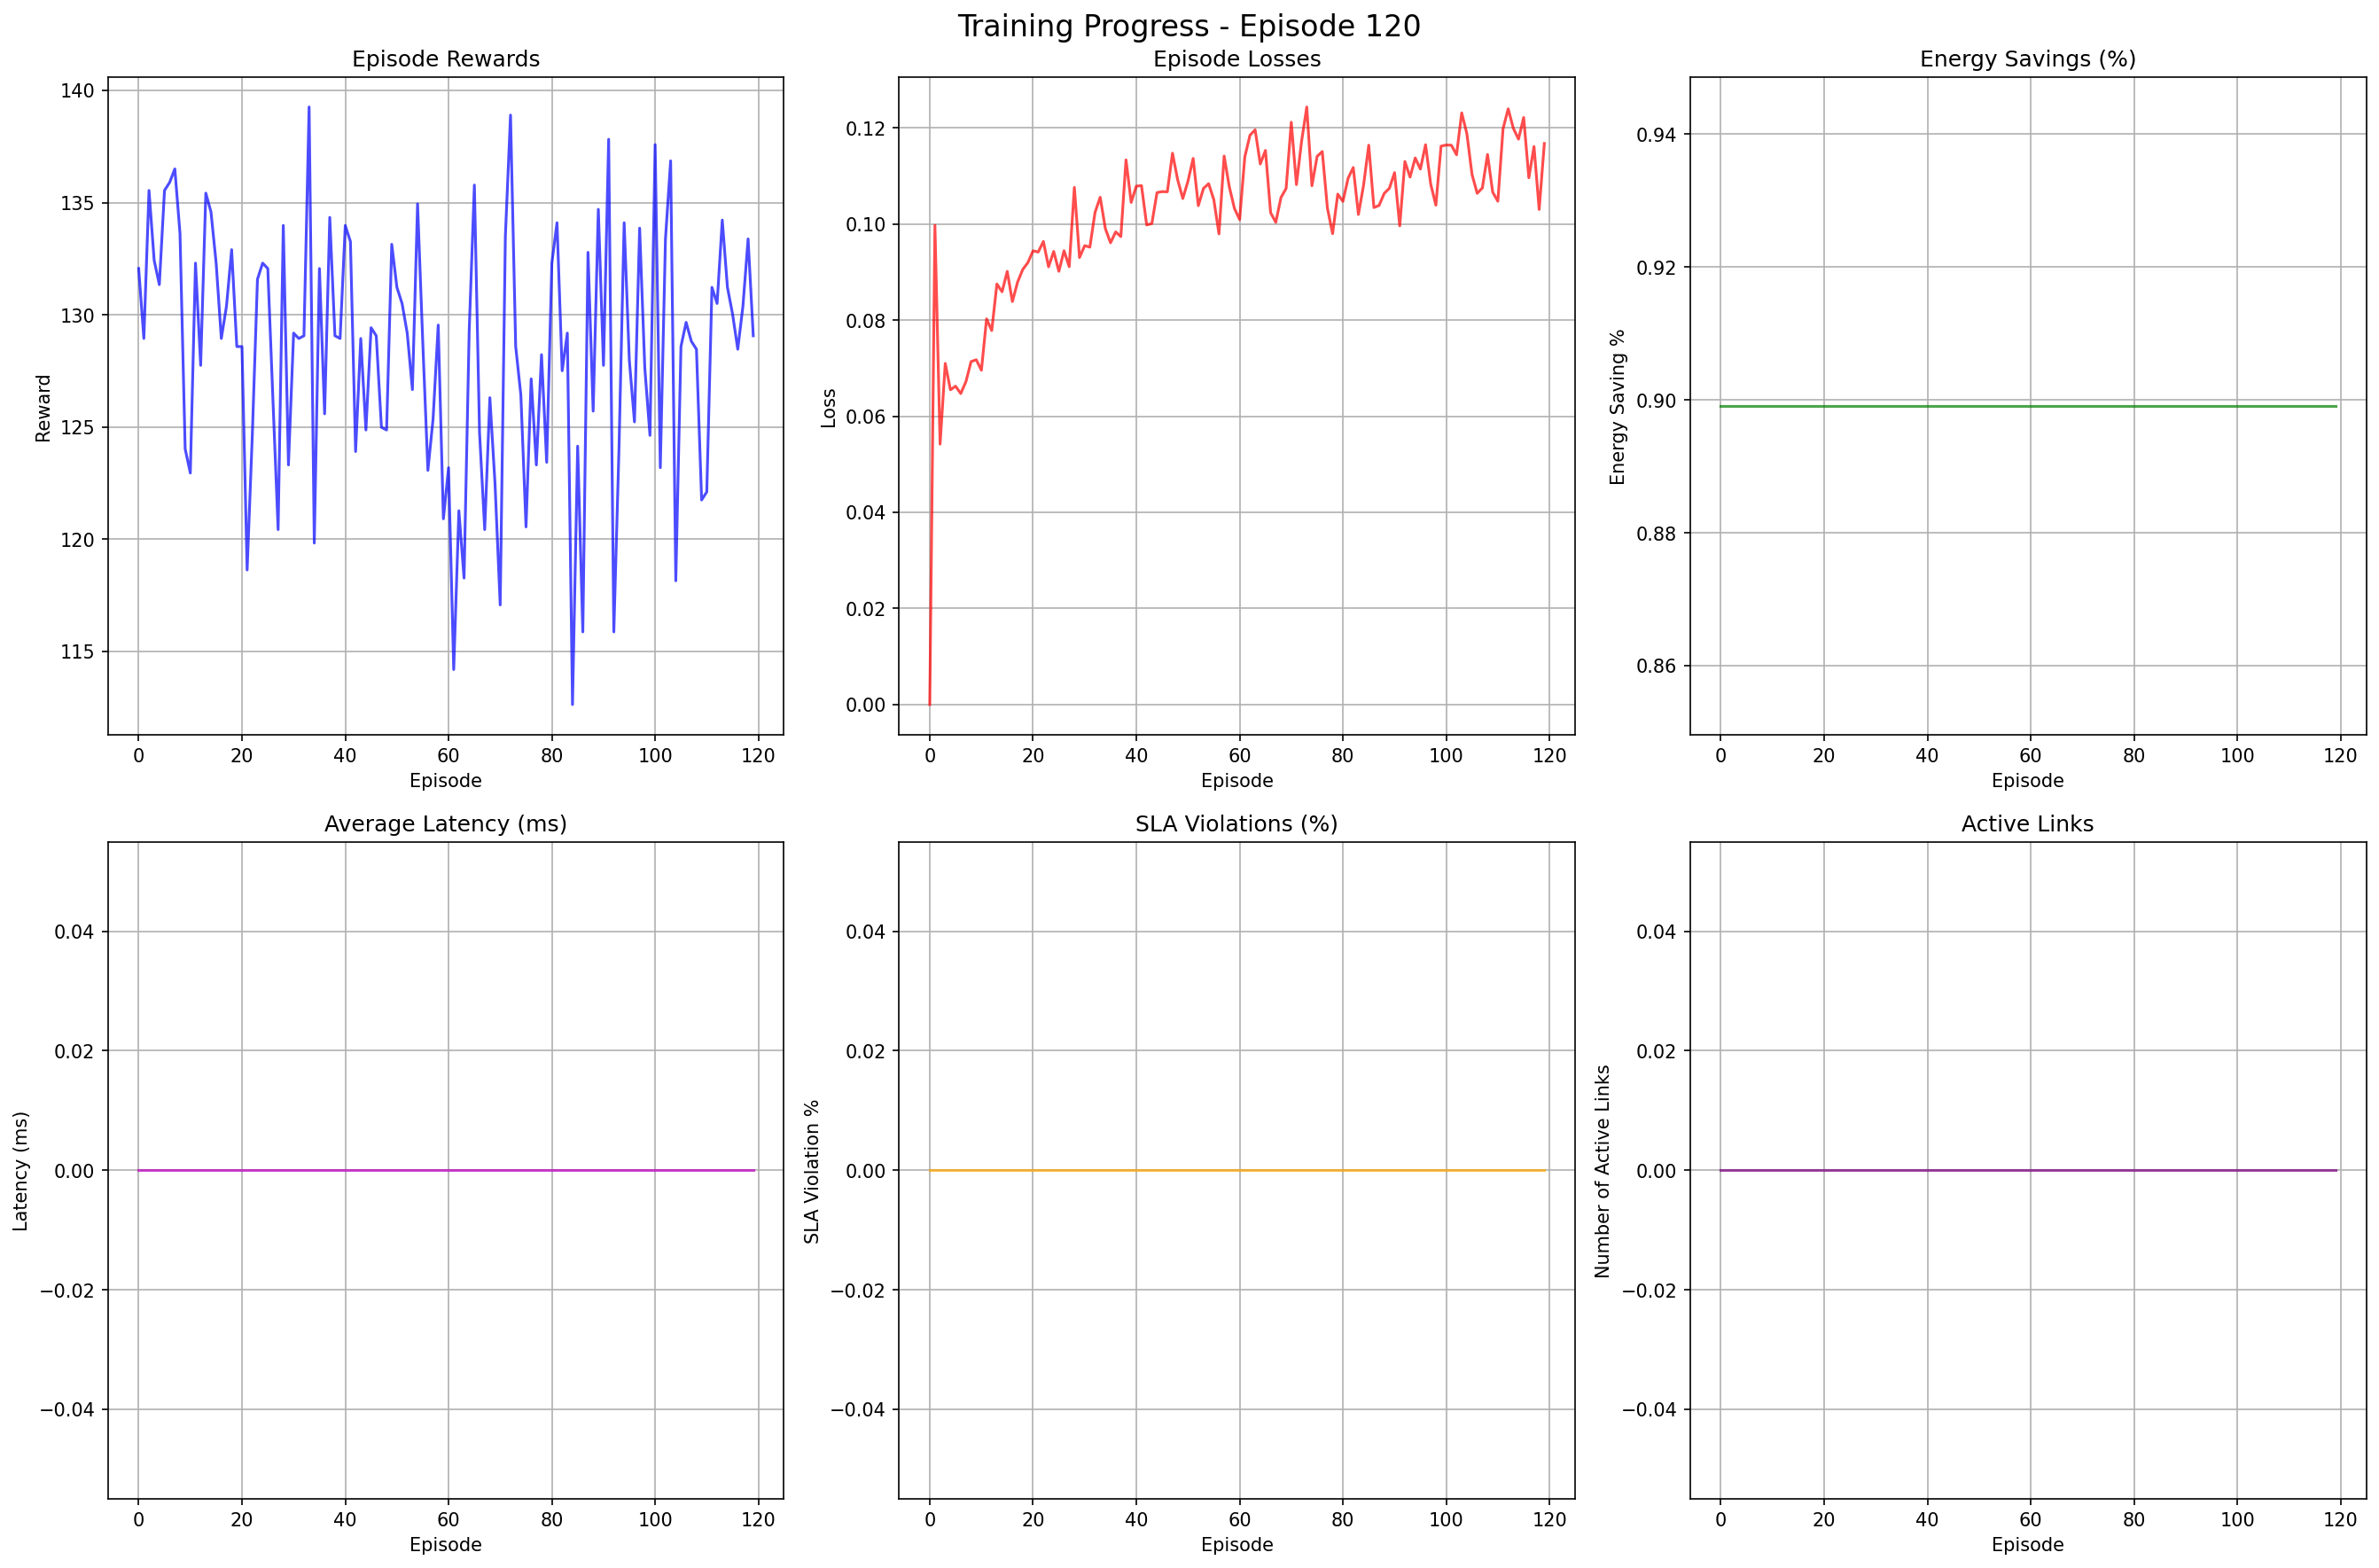 Training Progress - Episode 120
Episode Rewards
140
135
130
125
120
115
Reward
0 20 40 60 80 100 120
Episode
Episode Losses
0.12
0.10
0.08
0.06
0.04
0.02
0.00
Loss
0 20 40 60 80 100 120
Episode
Energy Savings (%)
0.94
0.92
0.90
0.88
0.86
Energy Saving %
0 20 40 60 80 100 120
Episode
Average Latency (ms)
0.04
0.02
0.00
−0.02
−0.04
Latency (ms)
0 20 40 60 80 100 120
Episode
SLA Violations (%)
0.04
0.02
0.00
−0.02
−0.04
SLA Violation %
0 20 40 60 80 100 120
Episode
Active Links
0.04
0.02
0.00
−0.02
−0.04
Number of Active Links
0 20 40 60 80 100 120
Episode